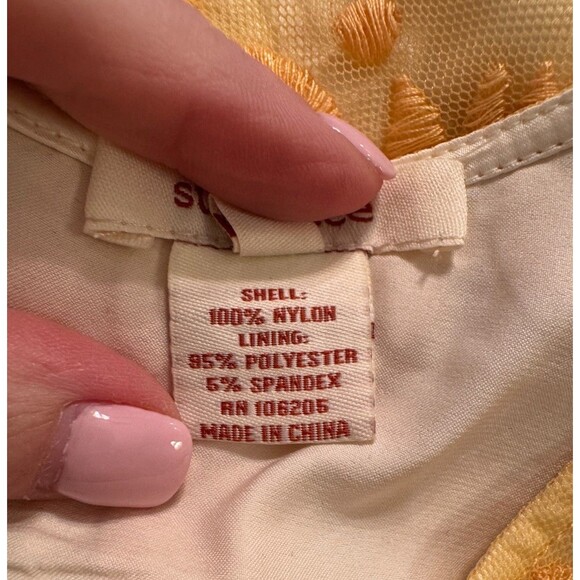 SHELL:
100% NYLON
LINING:
95% POLYESTER
5% SPANDEX
RN 106205
MADE IN CHINA